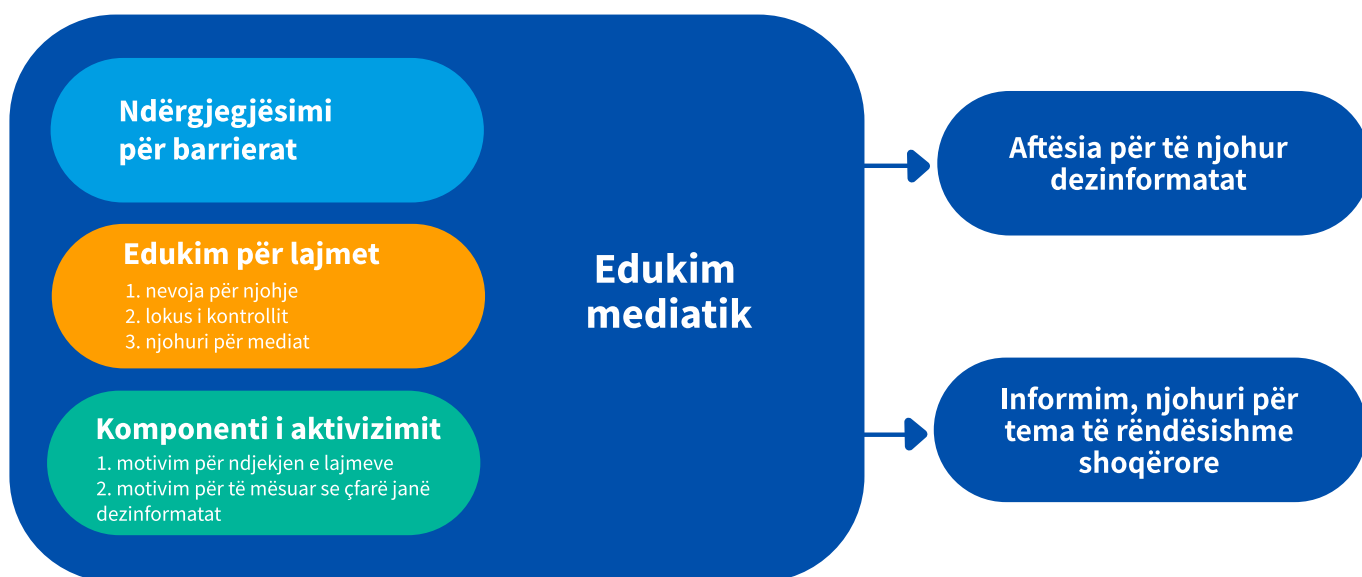 Ndërgjegjësimi
për barrierat
Edukim për lajmet
1. nevoja për njohje
2. lokus i kontrollit
3. njohuri për mediat
Komponenti i aktivizimit
1. motivim për ndjekjen e lajmeve
2. motivim për të mësuar se çfarë janë
dezinformatat
Edukim
mediatik
Aftësia për të njohur
dezinformatat
Informim, njohuri për
tema të rëndësishme
shoqërore